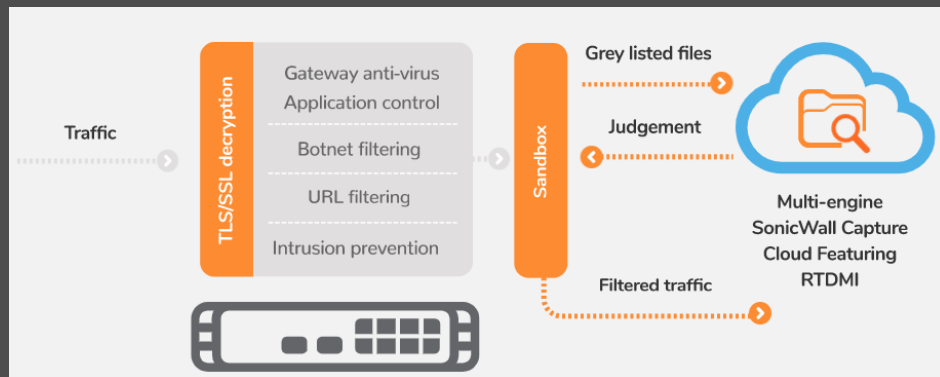 Traffic
TLS/SSL decryption
Gateway anti-virus
Application control
Botnet filtering
URL filtering
Intrusion prevention
Sandbox
Grey listed files
Judgement
Multi-engine
SonicWall Capture
Cloud Featuring
RTDMI
Filtered traffic